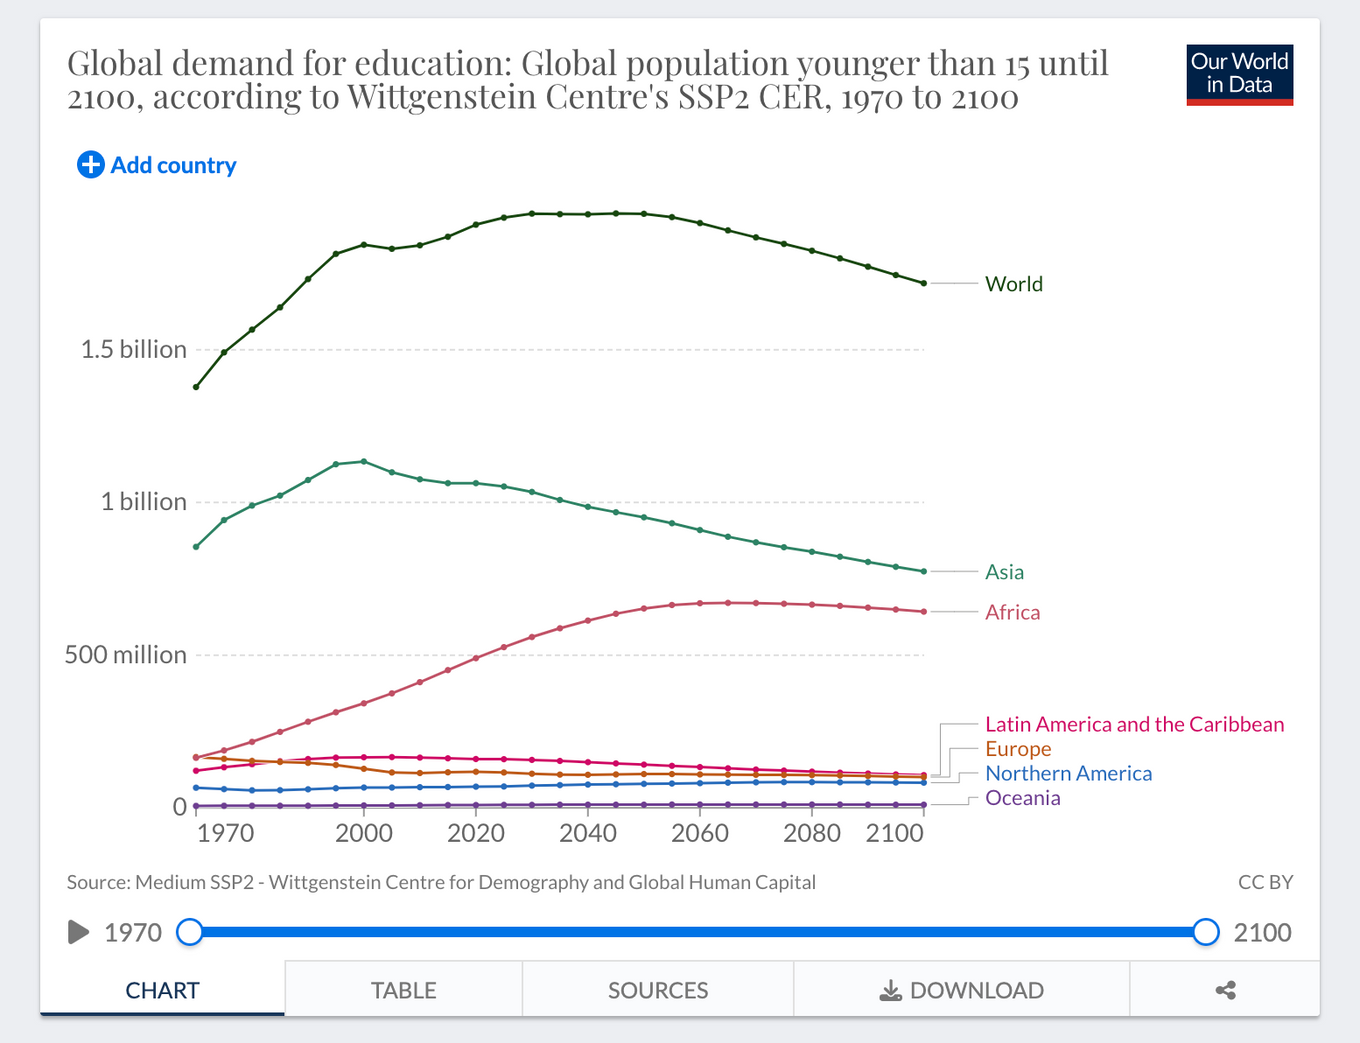 Global demand for education: Global population younger than 15 until
2100, according to Wittgenstein Centre's SSP2 CER, 1970 to 2100
Our World
in Data
Add country
World
1.5 billion
1 billion
Asia
Africa
500 million
Latin America and the Caribbean
Europe
Northern America
Oceania
0
1970 2000 2020 2040 2060 2080 2100
Source: Medium SSP2 - Wittgenstein Centre for Demography and Global Human Capital
CC BY
1970 2100
CHART TABLE SOURCES DOWNLOAD